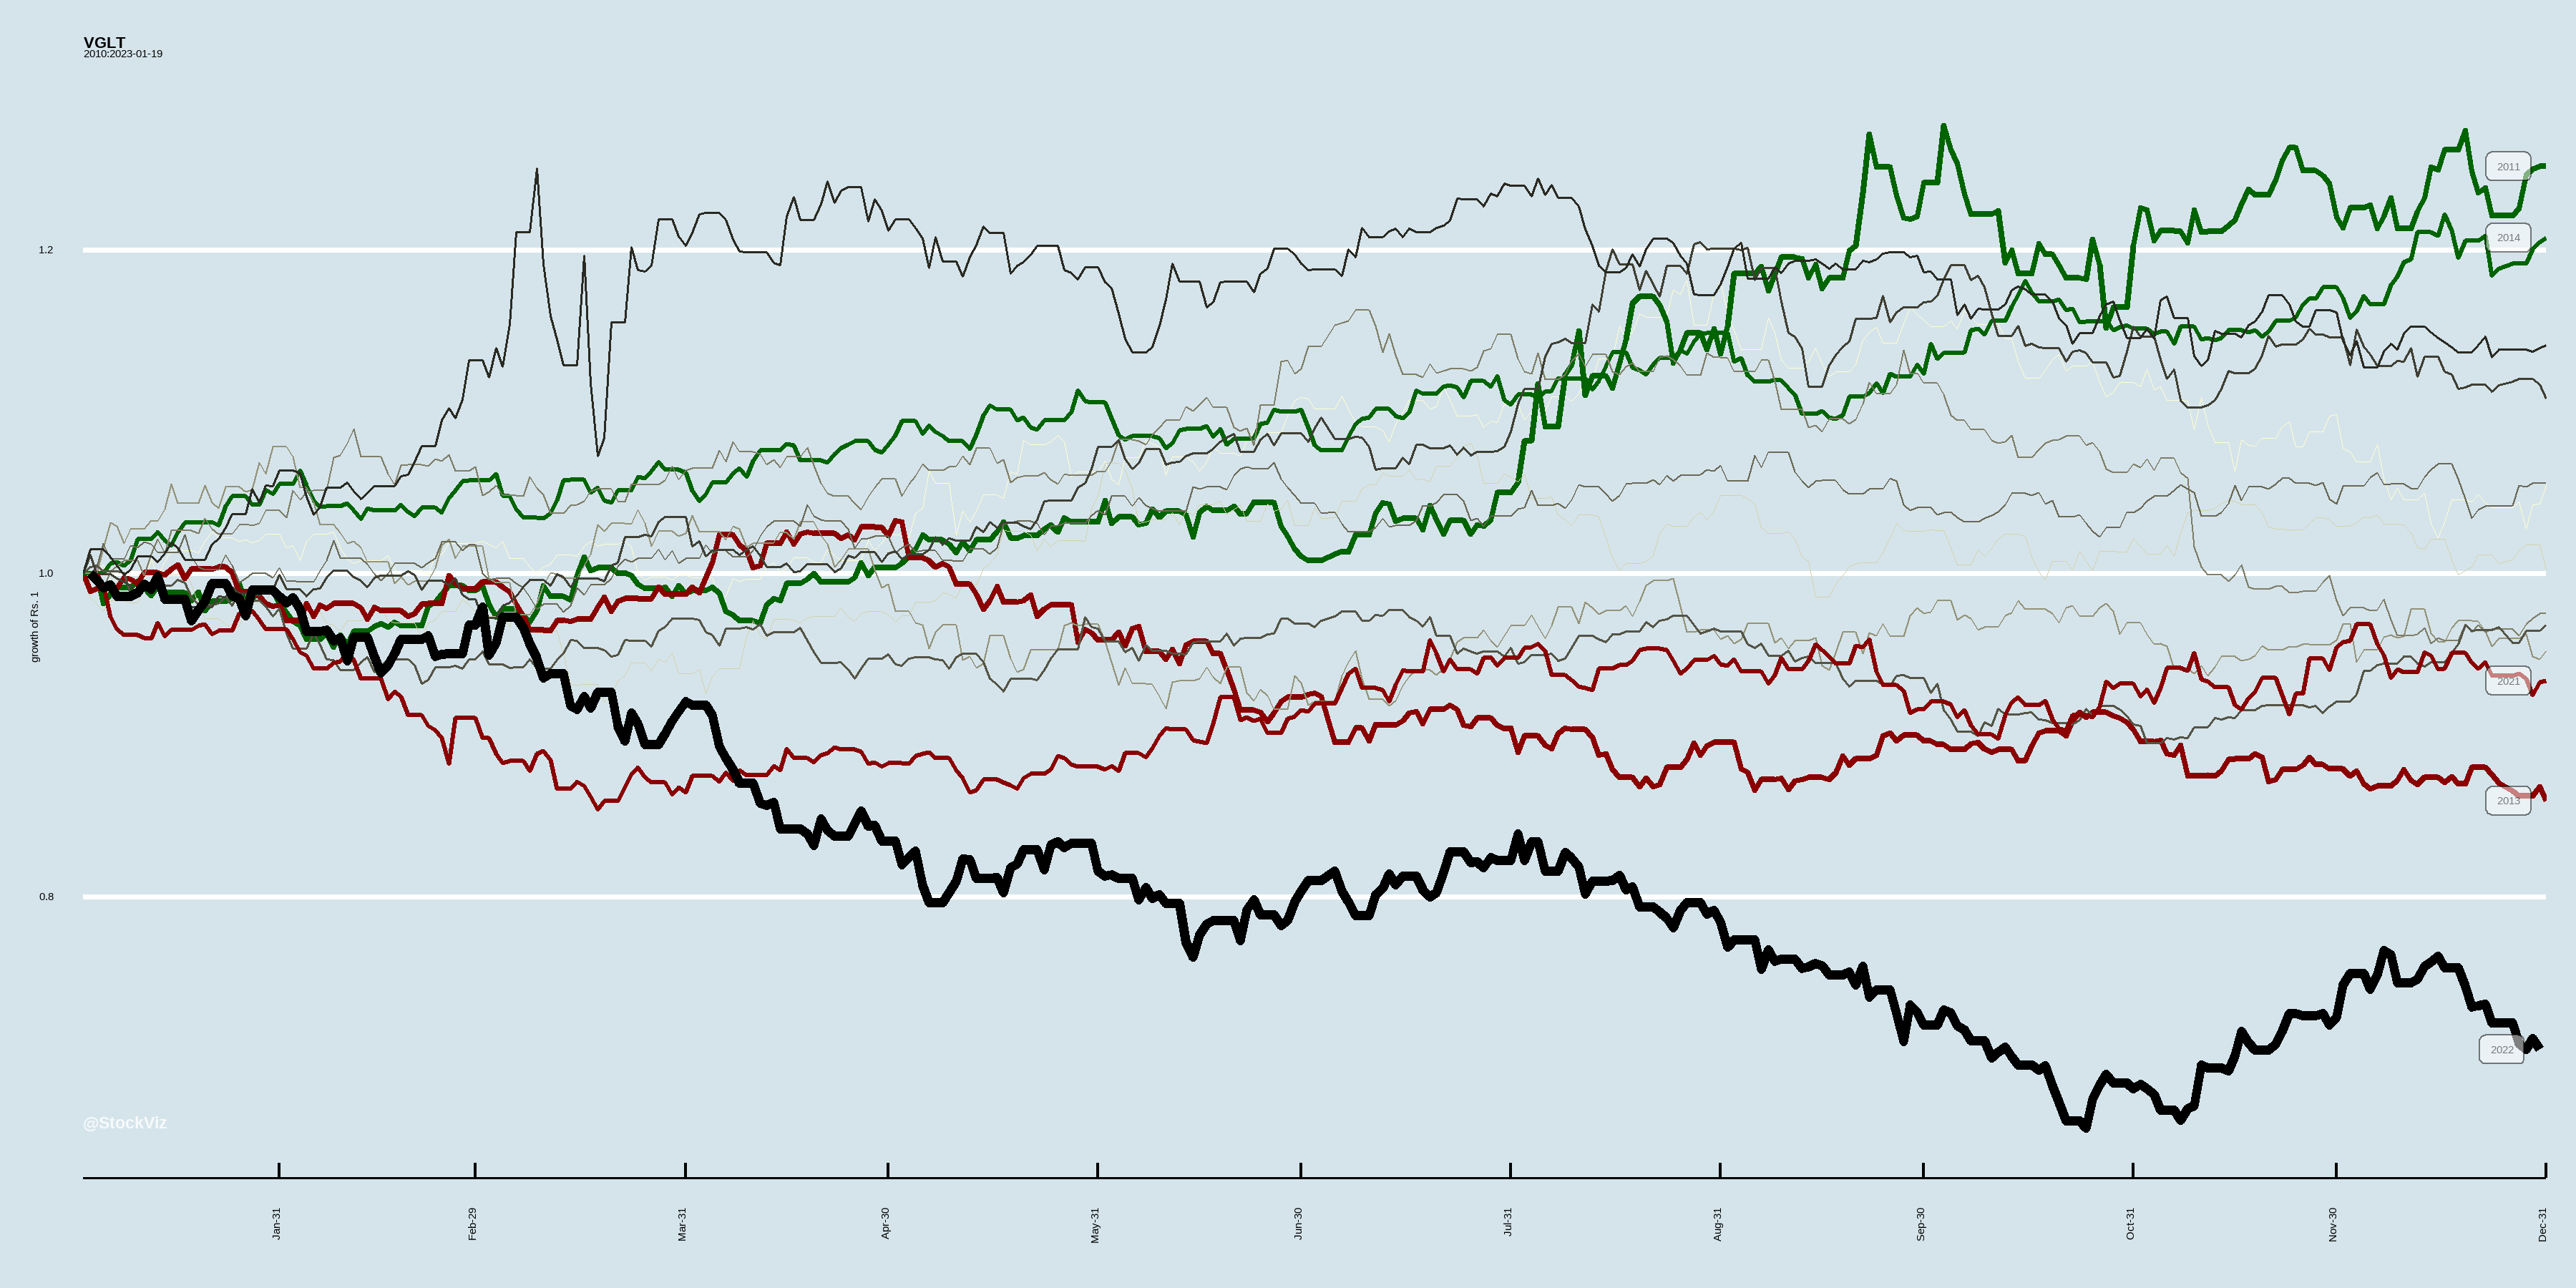 VGLT
2010:2023-01-19
2011
2014
1.2
1.0
growth of Rs. 1
2021
2013
0.8
2022
@StockViz
Jan-31
Feb-29
Mar-31
Apr-30
May-31
Jun-30
Jul-31
Aug-31
Sep-30
Oct-31
Nov-30
Dec-31